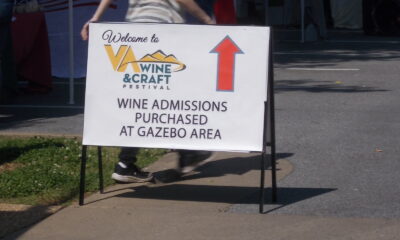 Welcome to
VA WINE
& CRAFT
FESTIVAL
WINE ADMISSIONS
PURCHASED
AT GAZEBO AREA